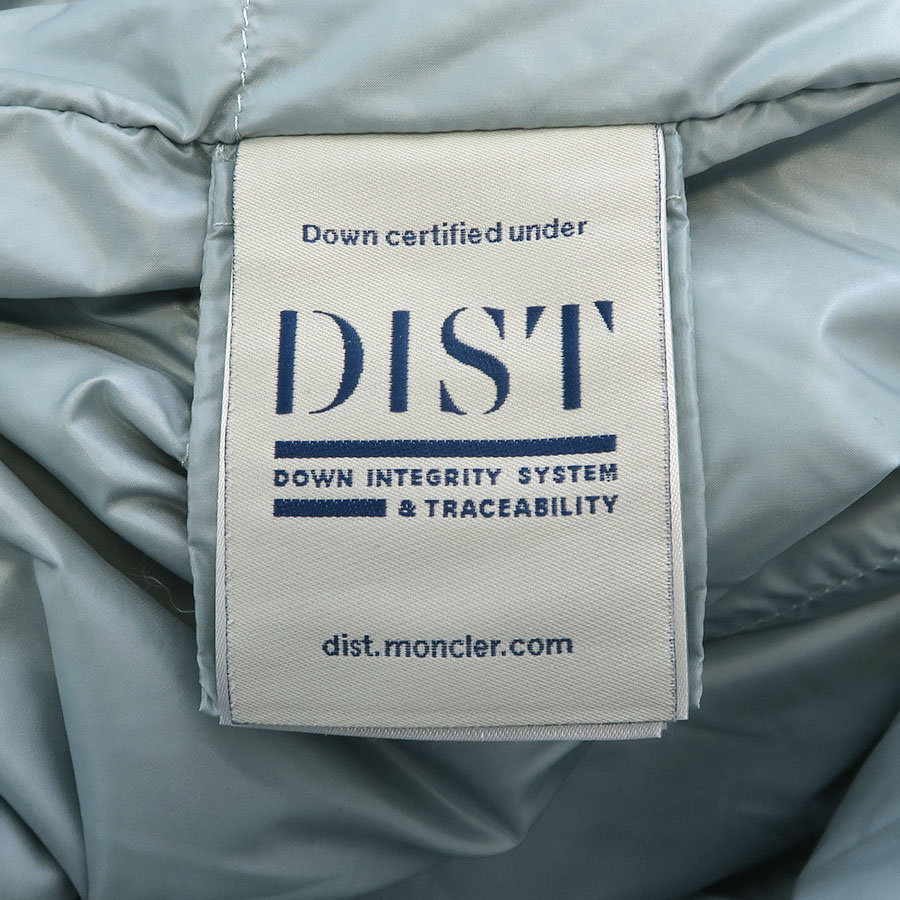 Down certified under
DIST
DOWN INTEGRITY SYSTEM
& TRACEABILITY
dist.moncler.com